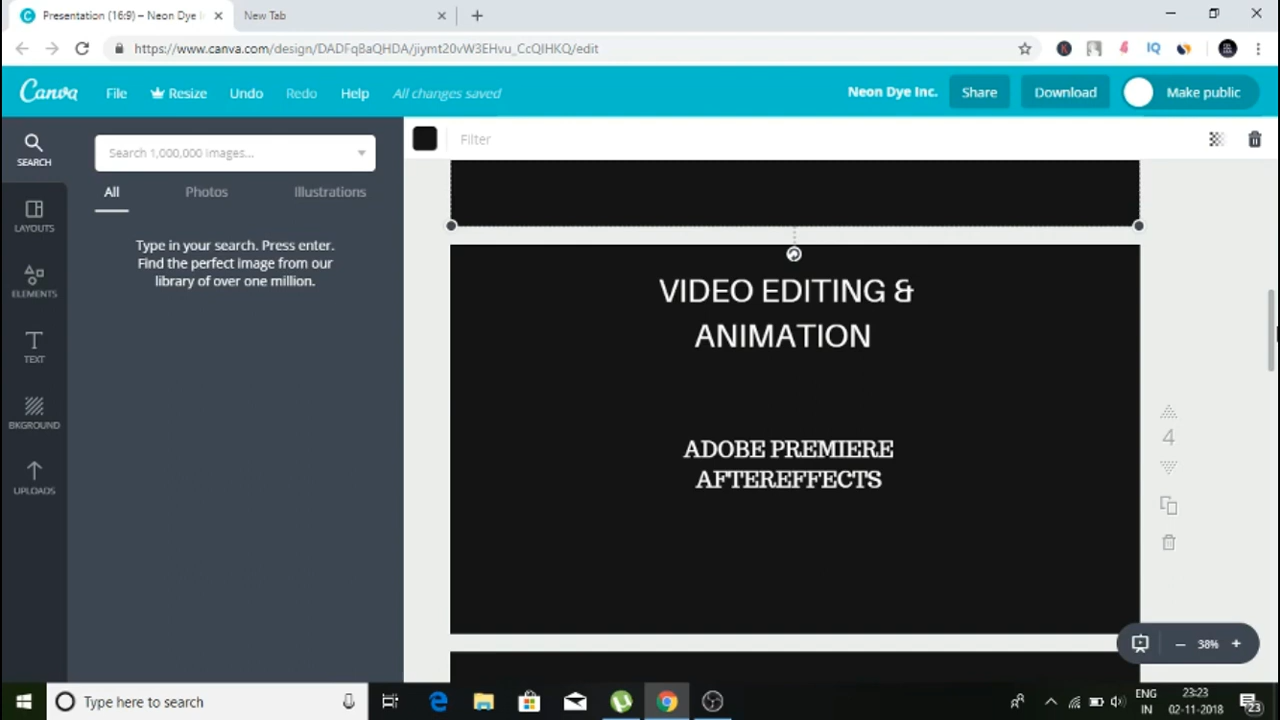 Presentation (16:9) – Neon Dye I
New Tab
https://www.canva.com/design/DADFqBaQHDA/jiymt20vW3EHvu_CcQIHKQ/edit
IQ
Canva
File
Resize
Undo
Redo
Help
All changes saved
Neon Dye Inc.
Share
Download
Make public
SEARCH
Search 1,000,000 images...
Filter
All
Photos
Illustrations
LAYOUTS
Type in your search. Press enter.
Find the perfect image from our
library of over one million.
ELEMENTS
TEXT
BKGROUND
UPLOADS
VIDEO EDITING &
ANIMATION
ADOBE PREMIERE
AFTEREFFECTS
4
38%
Type here to search
ENG
IN
23:23
02-11-2018
23